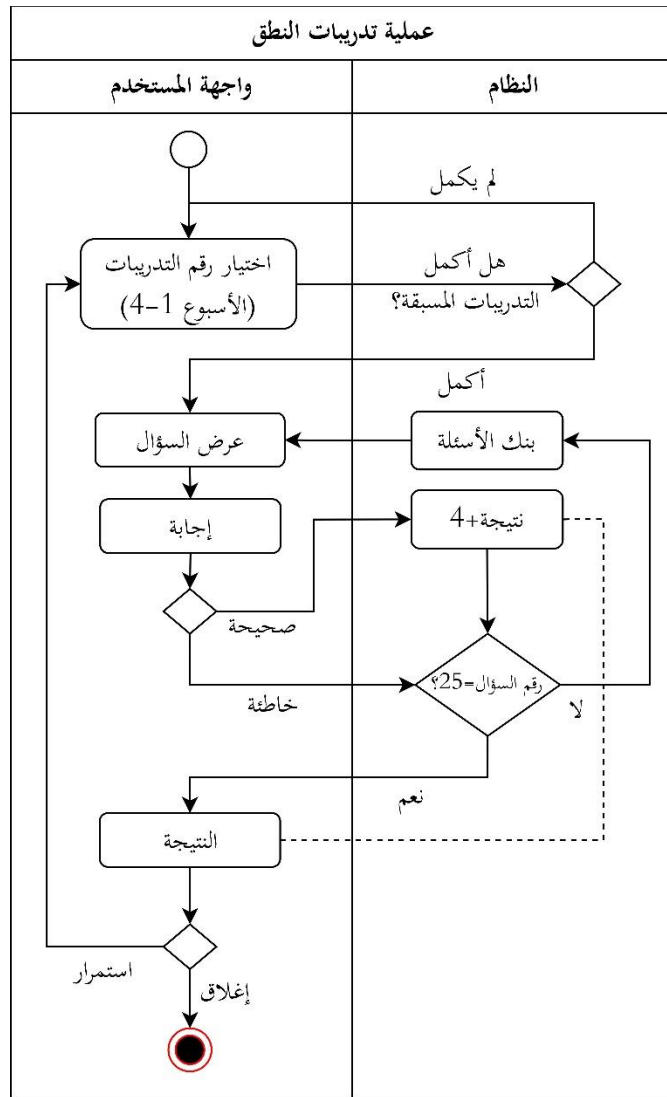 عملية تدريبات النطق
واجهة المستخدم
النظام
لم يكمل
اختيار رقم التدريبات
(الأسبوع 1-4)
هل أكمل
التدريبات المسبقة؟
أكمل
عرض السؤال
بنك الأسئلة
إجابة
نتيجة+4
صحيحة
رقم السؤال=25؟
خاطئة
لا
نعم
النتيجة
استمرار
إغلاق